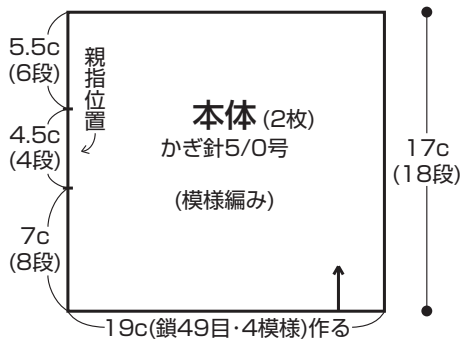 5.5c
(6段)
親指位置
4.5c
(4段)
7c
(8段)
本体(2枚)
かぎ針5/0号
(模様編み)
17c
(18段)
19c(鎖49目・4模様)作る